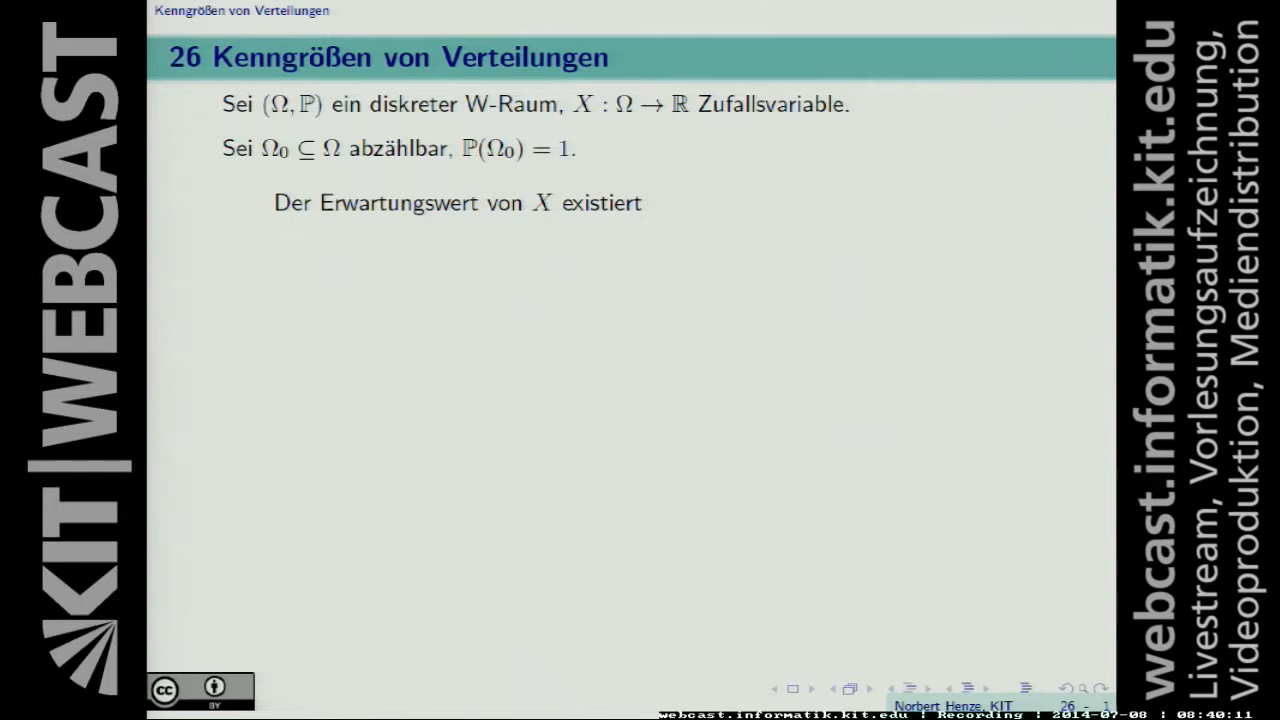 Kenngrößen von Verteilungen
26 Kenngrößen von Verteilungen
Sei (Ω, ℙ) ein diskreter W-Raum, X : Ω → ℝ Zufallsvariable.
Sei Ω₀ ⊆ Ω abzählbar, ℙ(Ω₀) = 1.
Der Erwartungswert von X existiert
KIT|WEBCAST
webcast.informatik.kit.edu
Livestream, Vorlesungsaufzeichnung,
Videoproduktion, Mediendistribution
cc
BY
Norbert Henze, KIT 26 - 1
webcast.informatik.kit.edu | Recording : 2014-07-08 : 08:40:11